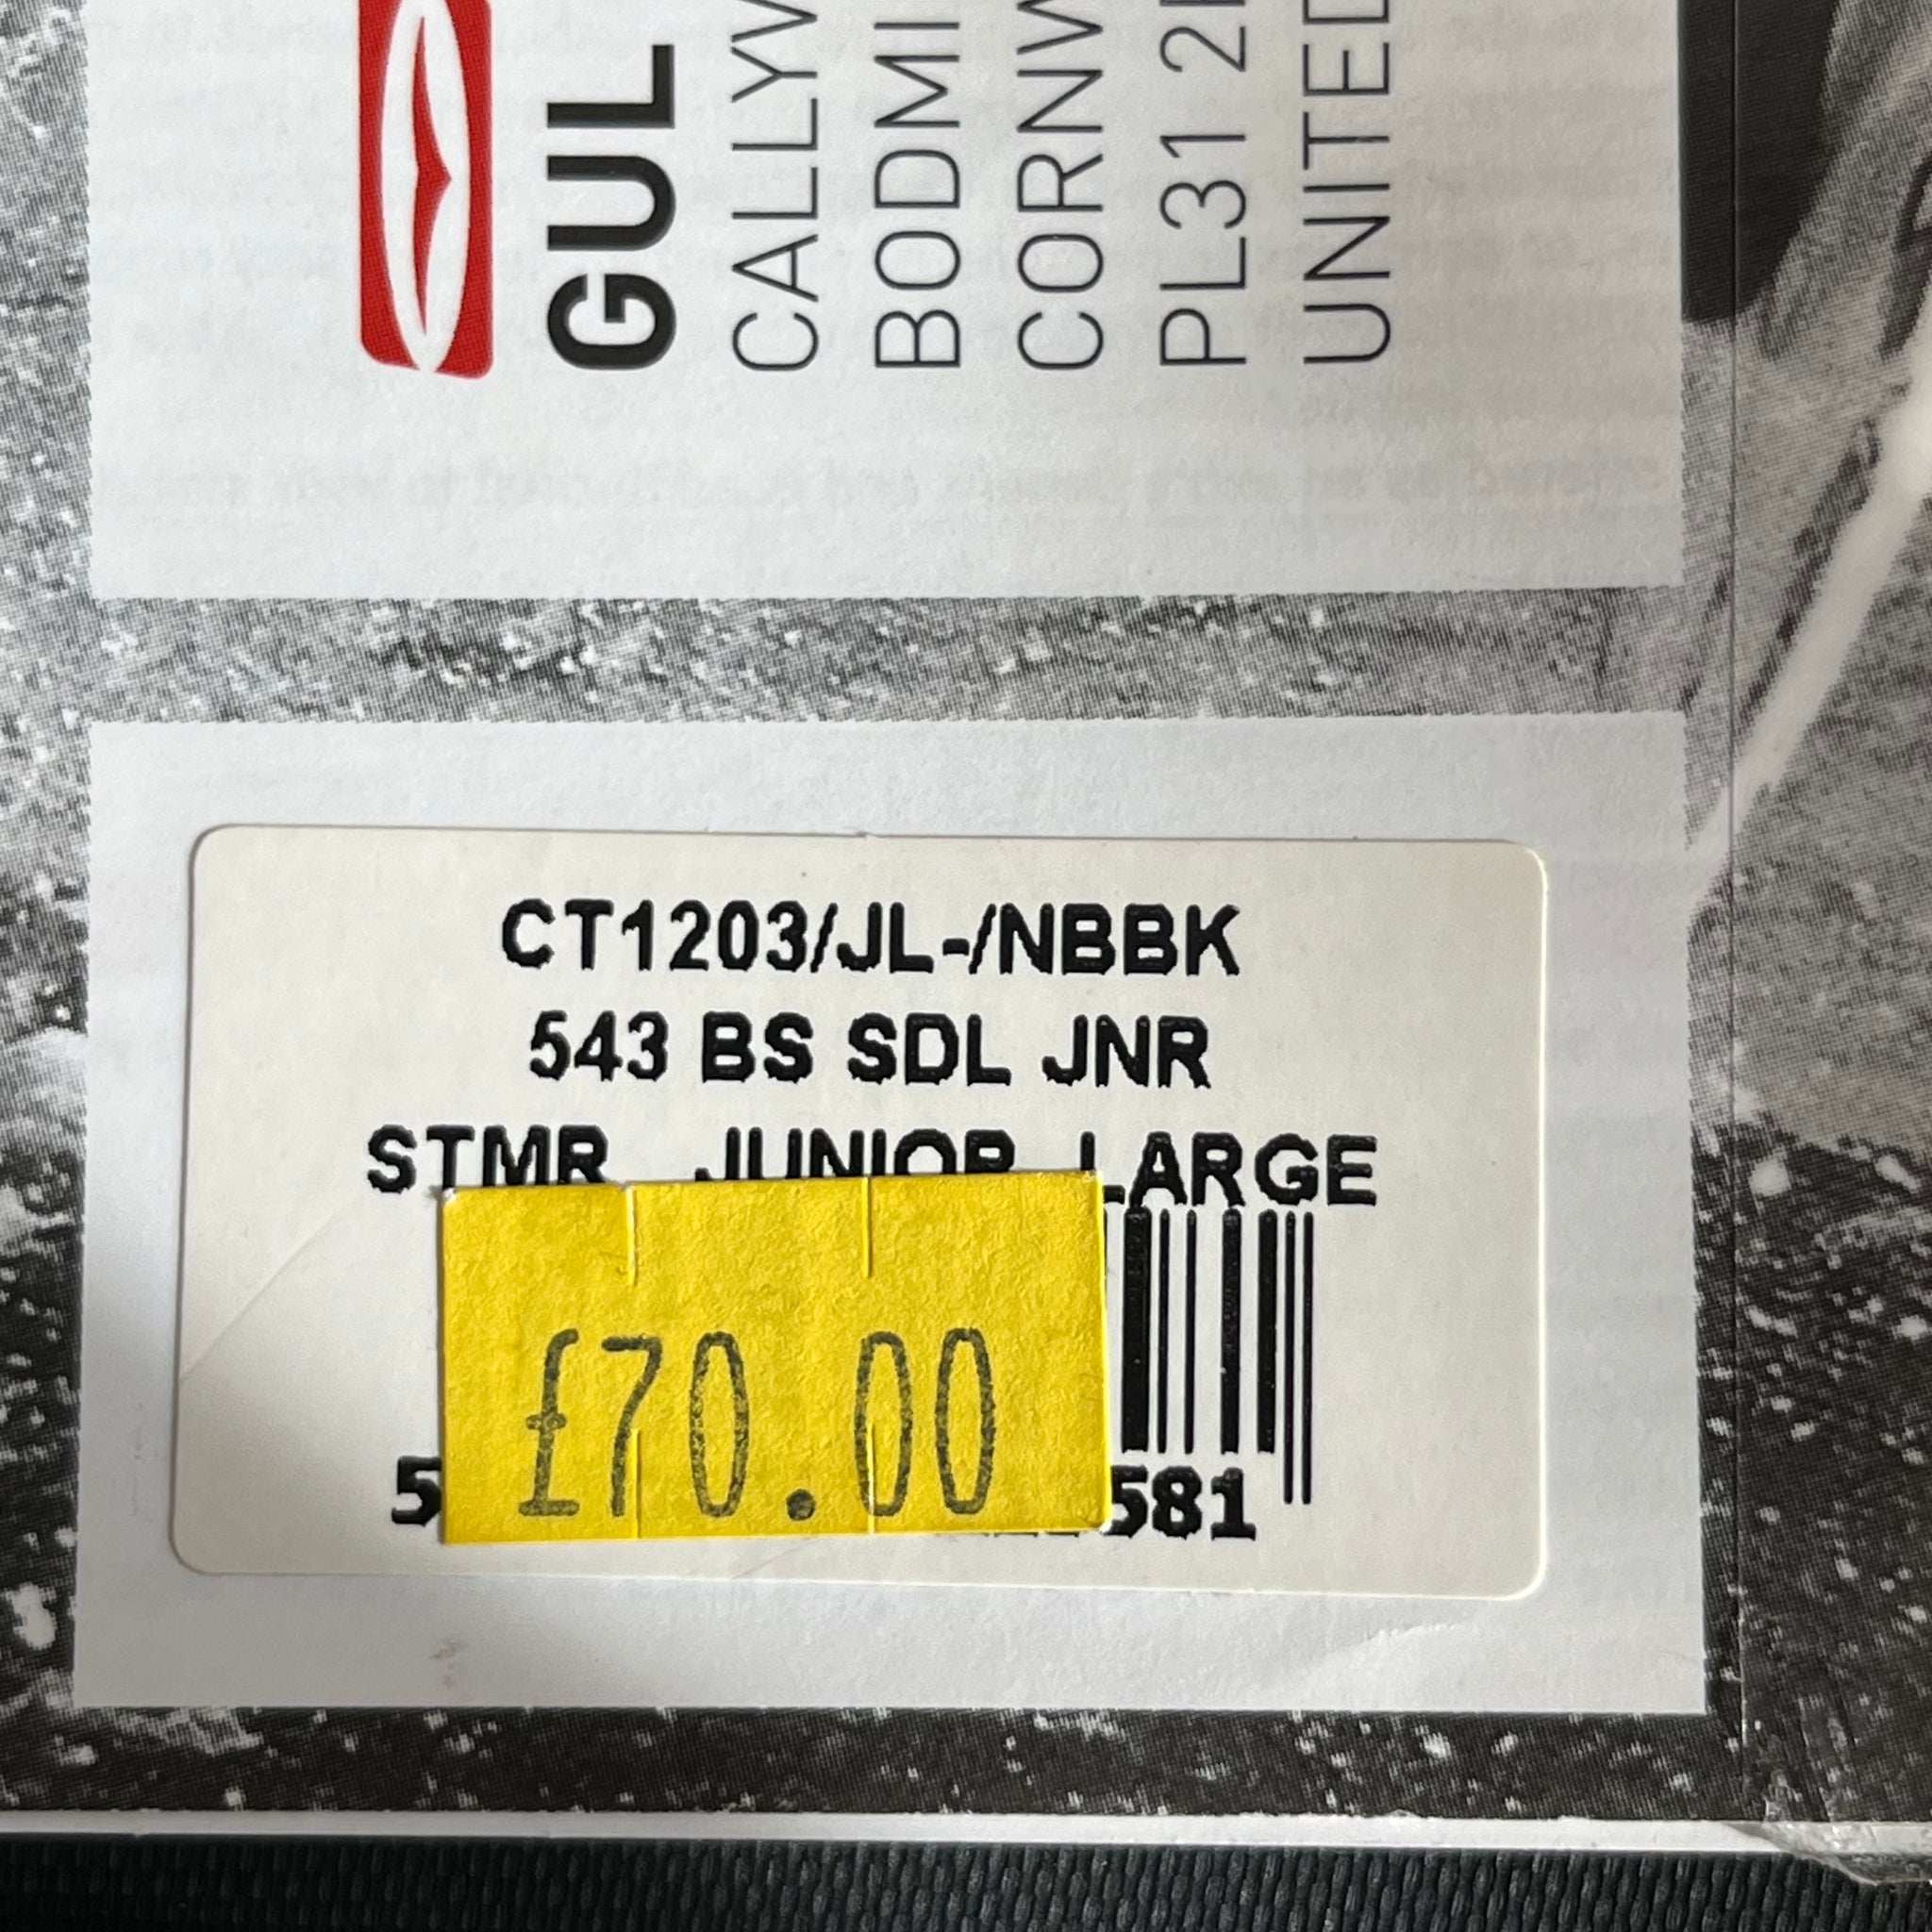 GUL
CALLYW
BODMI
CORNW
PL31 2
UNITED
CT1203/JL-/NBBK
543 BS SDL JNR
STMR JUNIOR LARGE
£70.00
5
581